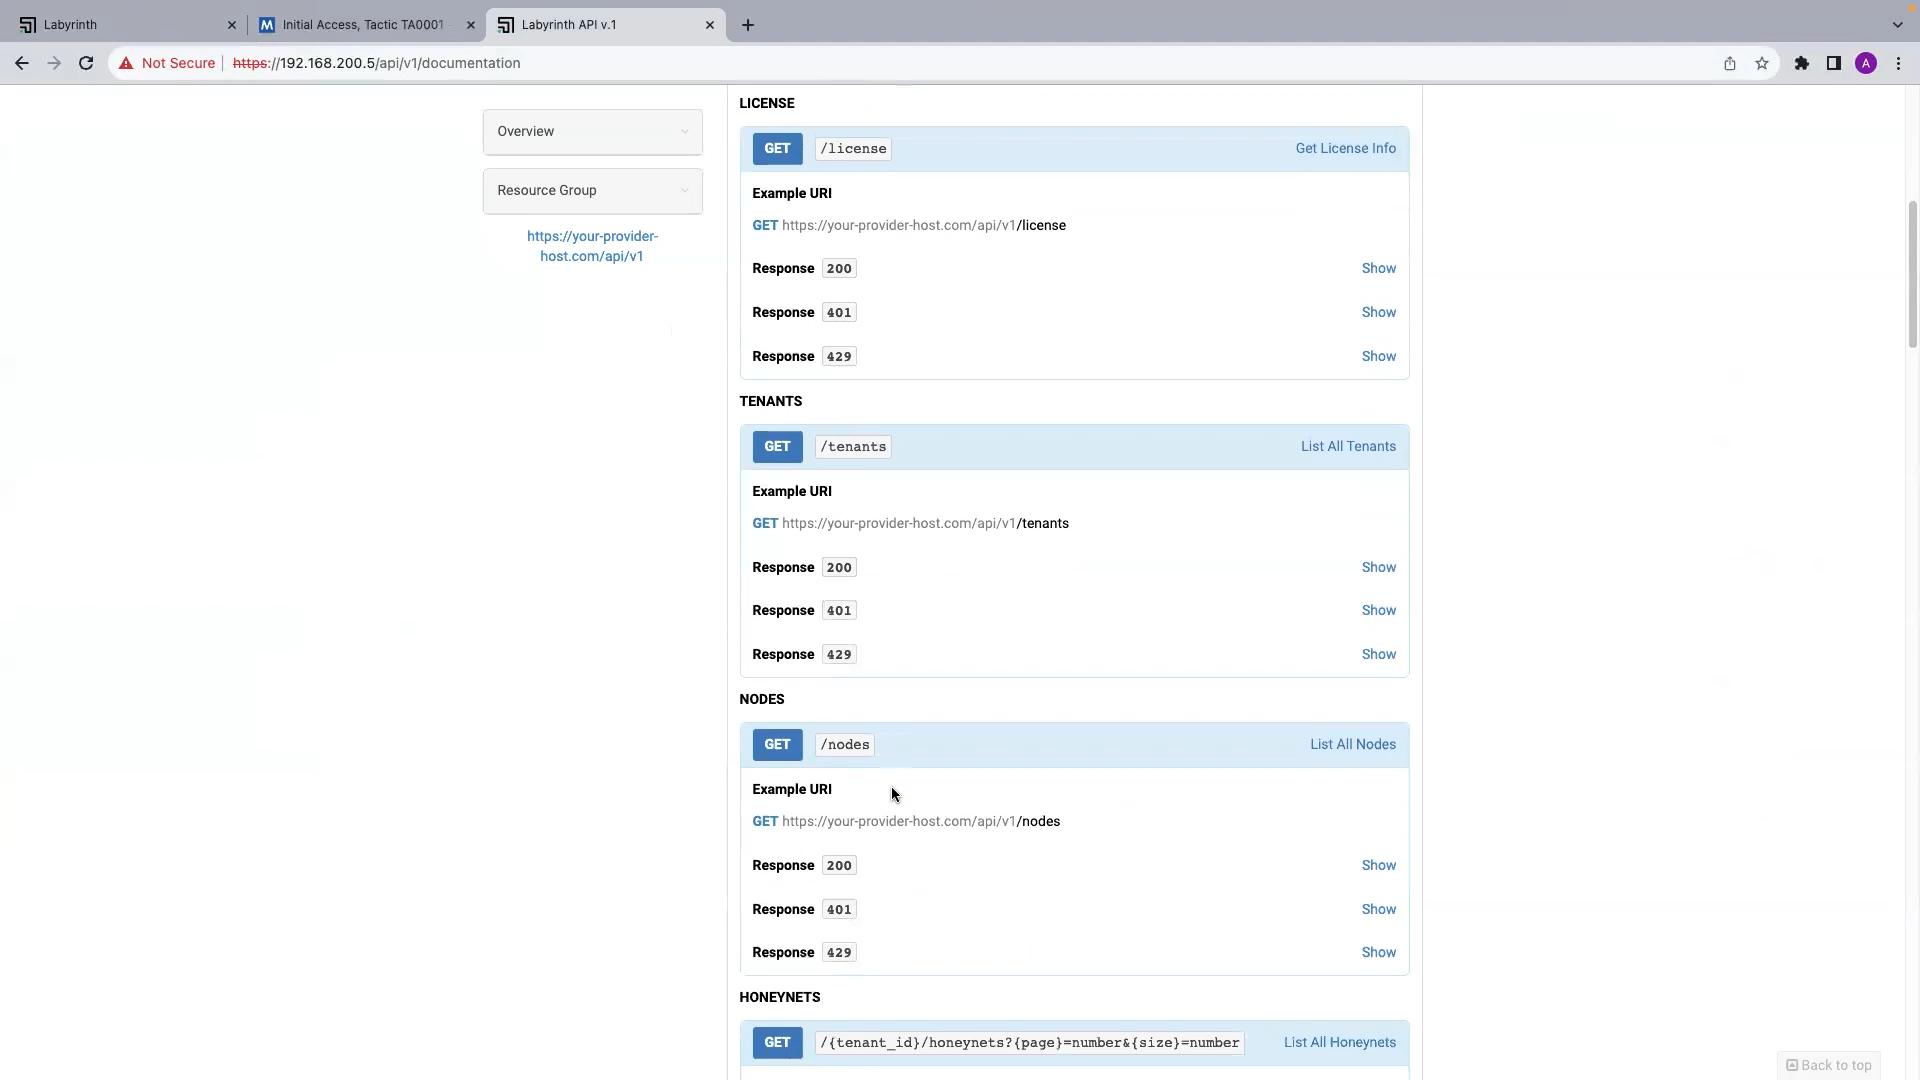 Labyrinth
Initial Access, Tactic TA0001
Labyrinth API v.1
Not Secure
https://192.168.200.5/api/v1/documentation
A
Overview
Resource Group
https://your-provider-
host.com/api/v1
LICENSE
GET /license Get License Info
Example URI
GET https://your-provider-host.com/api/v1/license
Response 200 Show
Response 401 Show
Response 429 Show
TENANTS
GET /tenants List All Tenants
Example URI
GET https://your-provider-host.com/api/v1/tenants
Response 200 Show
Response 401 Show
Response 429 Show
NODES
GET /nodes List All Nodes
Example URI
GET https://your-provider-host.com/api/v1/nodes
Response 200 Show
Response 401 Show
Response 429 Show
HONEYNETS
GET /{tenant_id}/honeynets?{page}=number&{size}=number List All Honeynets
Back to top